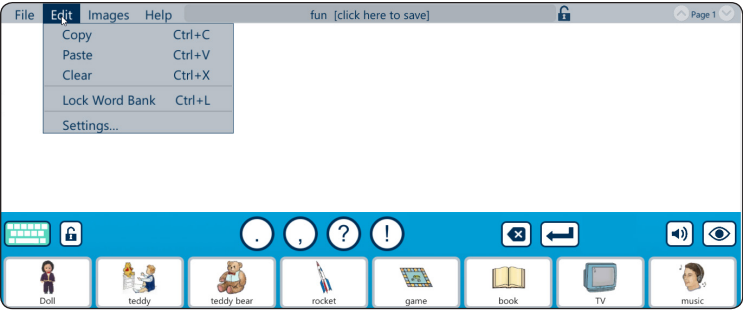 File Edit Images Help fun [click here to save] Page 1
Copy Ctrl+C
Paste Ctrl+V
Clear Ctrl+X
Lock Word Bank Ctrl+L
Settings...
. , ? !
Doll teddy teddy bear rocket game book TV music